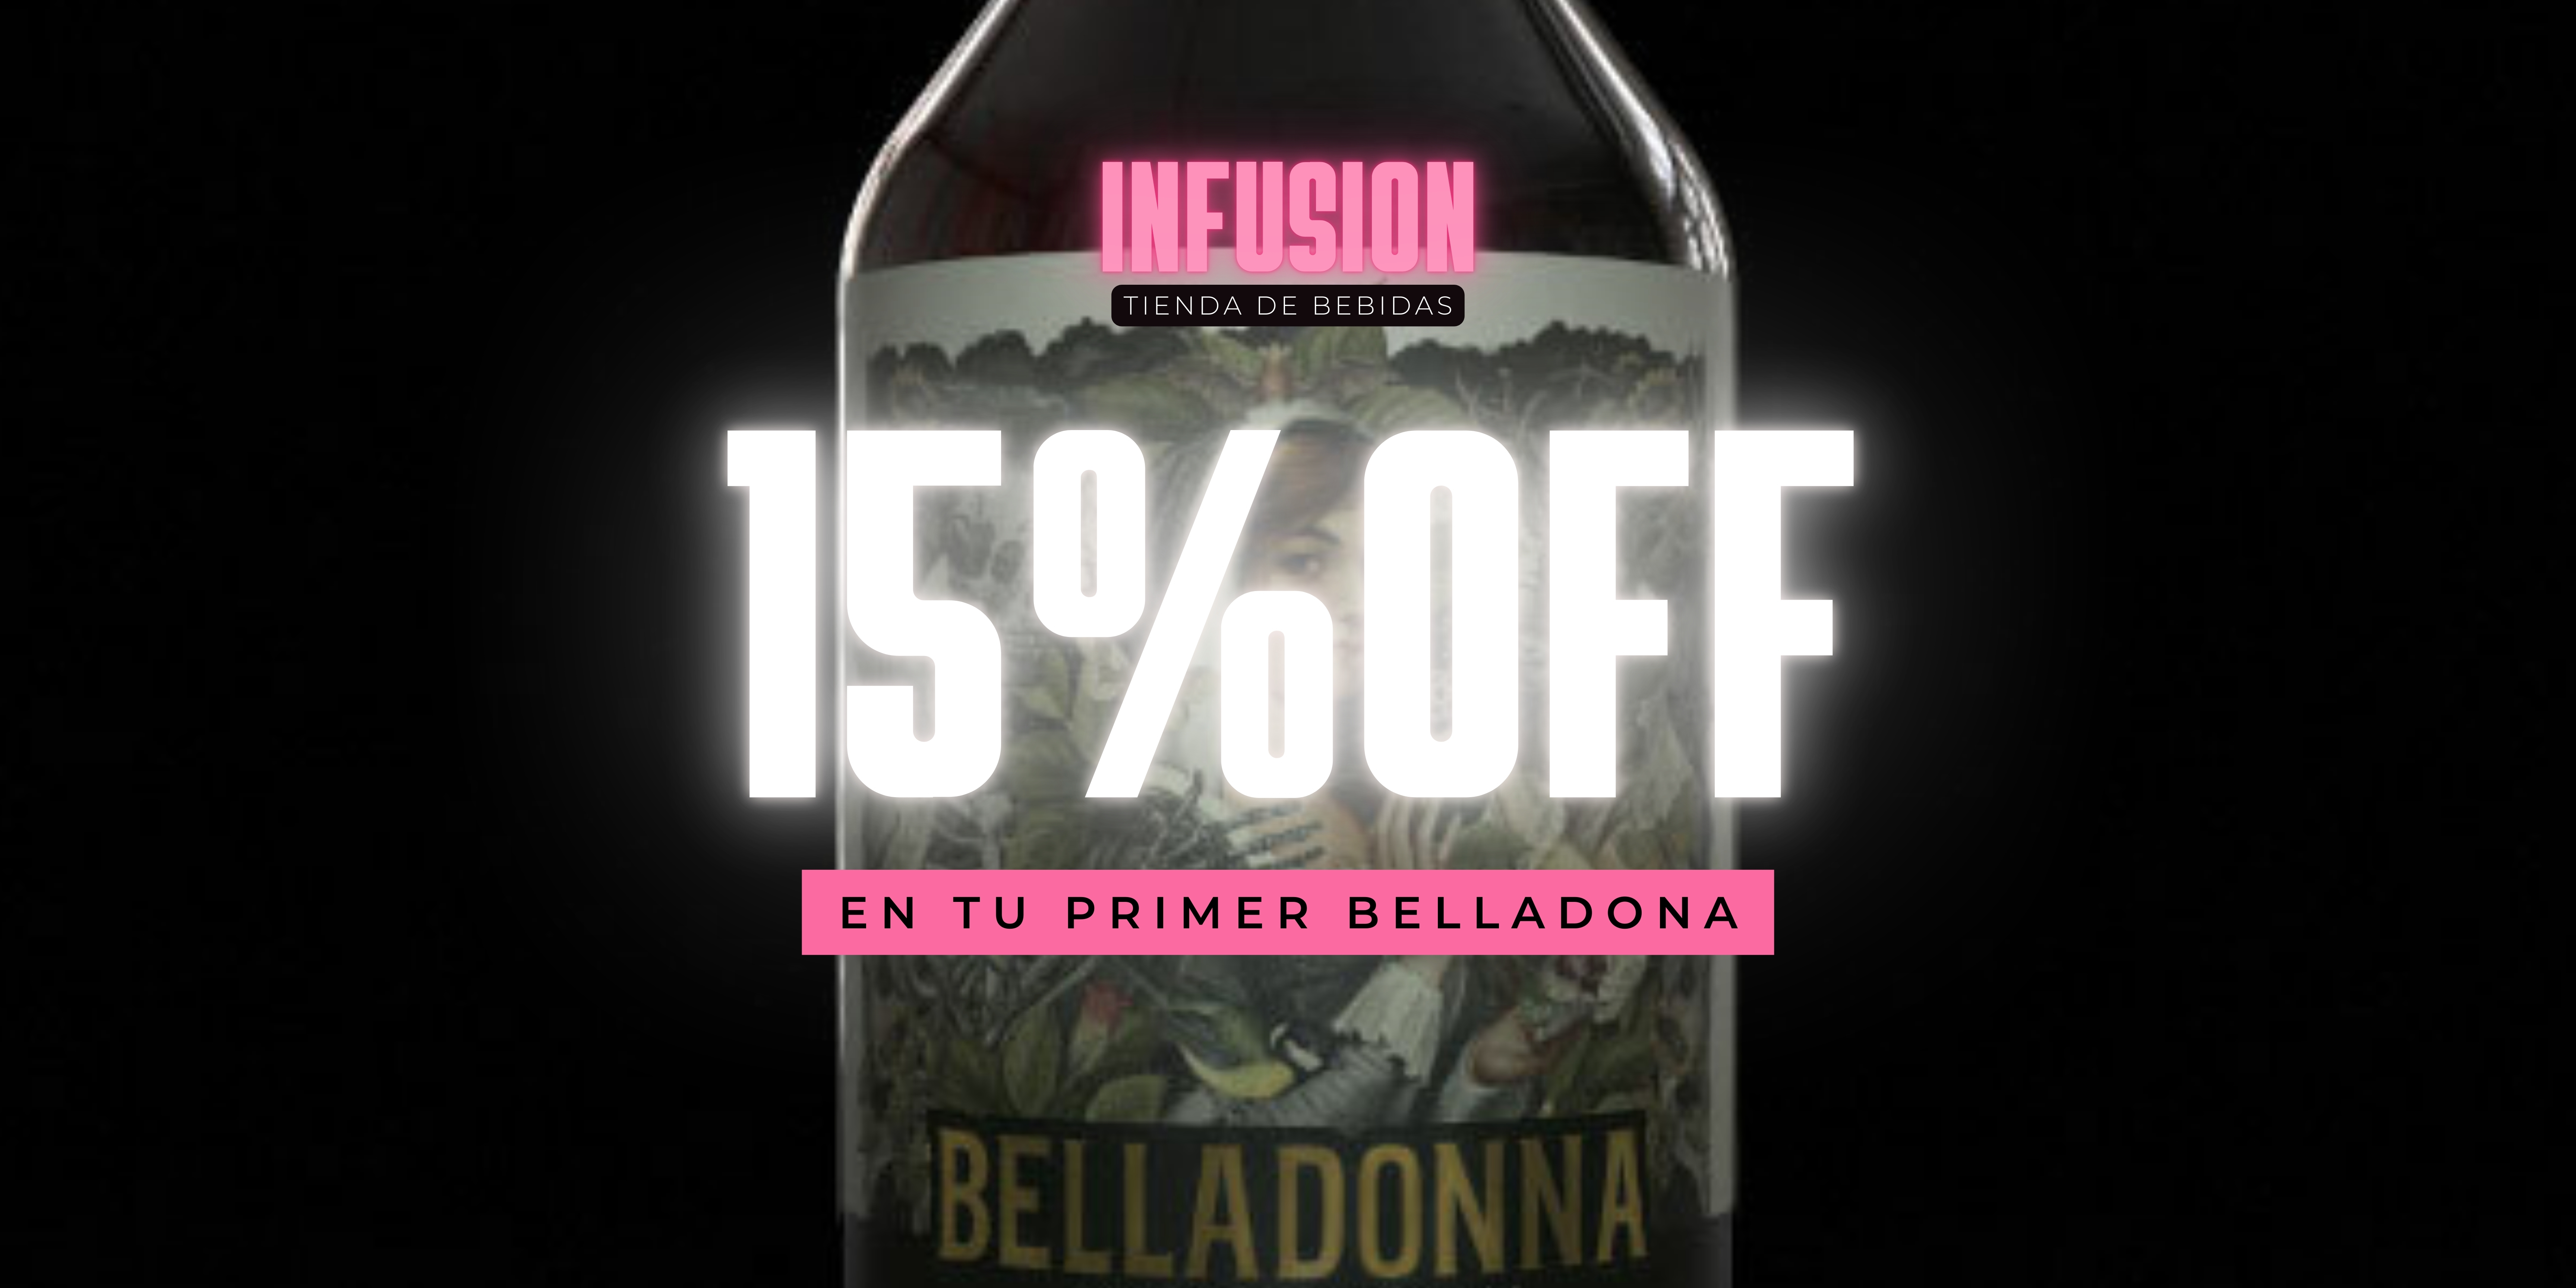 INFUSION
TIENDA DE BEBIDAS
15%OFF
EN TU PRIMER BELLADONA
BELLADONNA